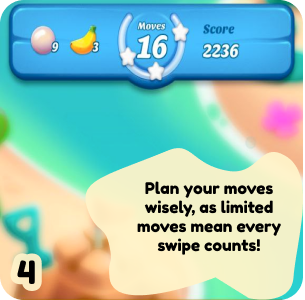 Moves
Score
9
3
16
2236
Plan your moves
wisely, as limited
moves mean every
swipe counts!
4